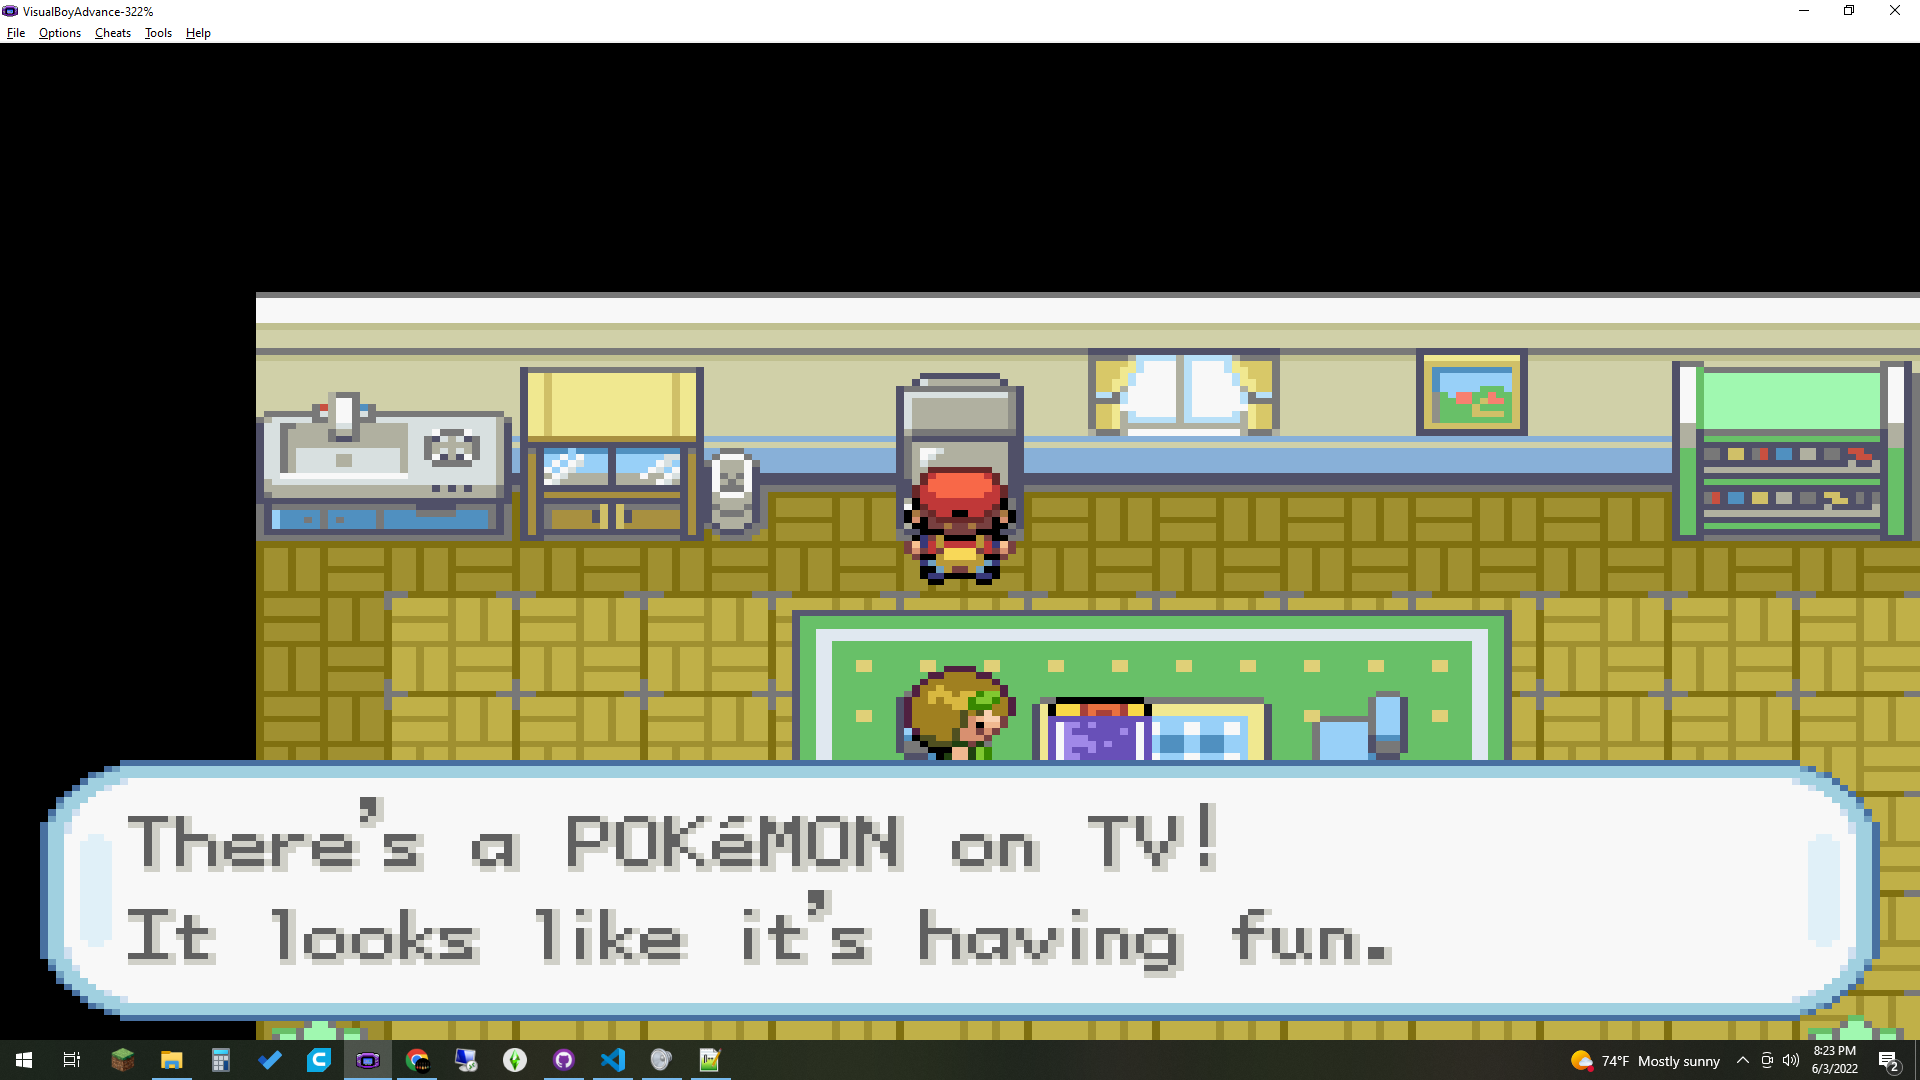 VisualBoyAdvance-322%
File Options Cheats Tools Help
There's a POKéMON on TV!
It looks like it's having fun.
74°F Mostly sunny
8:23 PM
6/3/2022
2